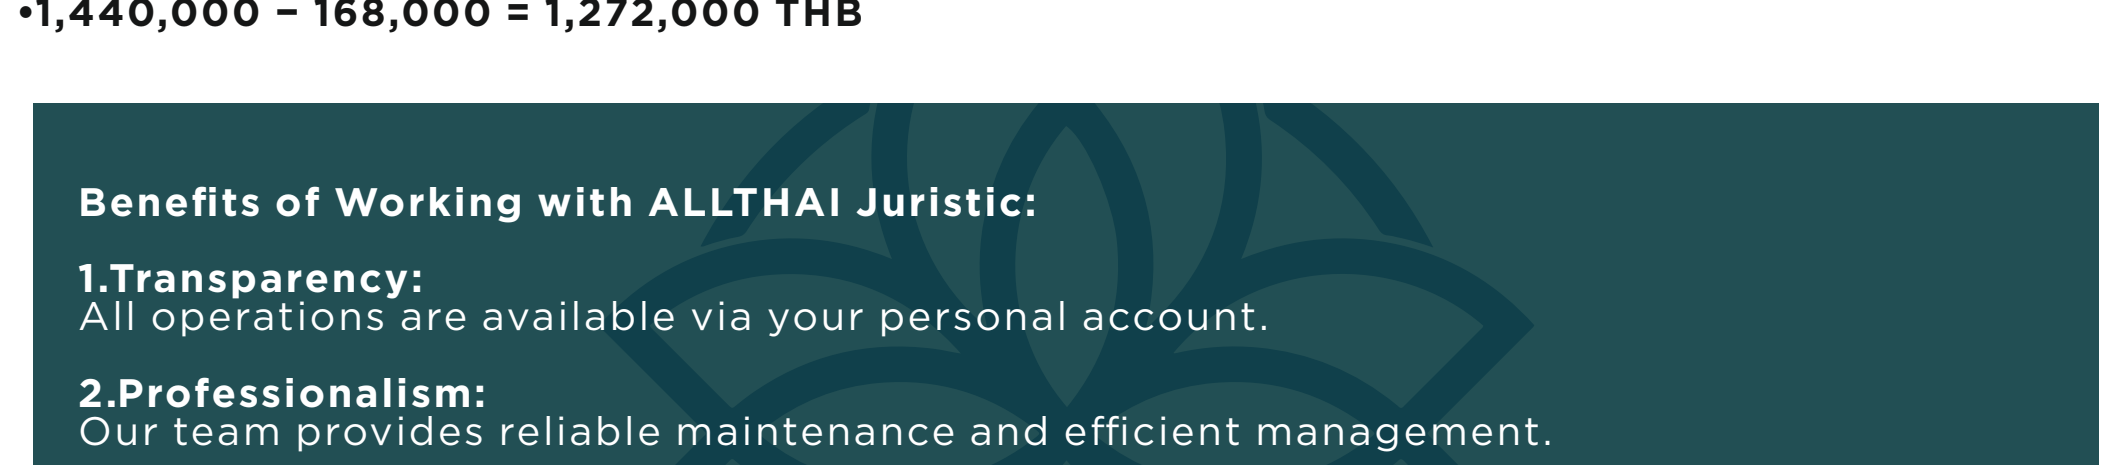 •1,440,000 – 168,000 = 1,272,000 THB
Benefits of Working with ALLTHAI Juristic:
1.Transparency:
All operations are available via your personal account.
2.Professionalism:
Our team provides reliable maintenance and efficient management.